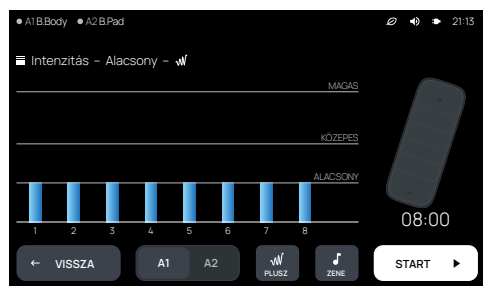 A1 B.Body A2 B.Pad 21:13
Intenzitás – Alacsony –
MAGAS
KÖZEPES
ALACSONY
1 2 3 4 5 6 7 8
08:00
← VISSZA A1 A2 PLUSZ ZENE START